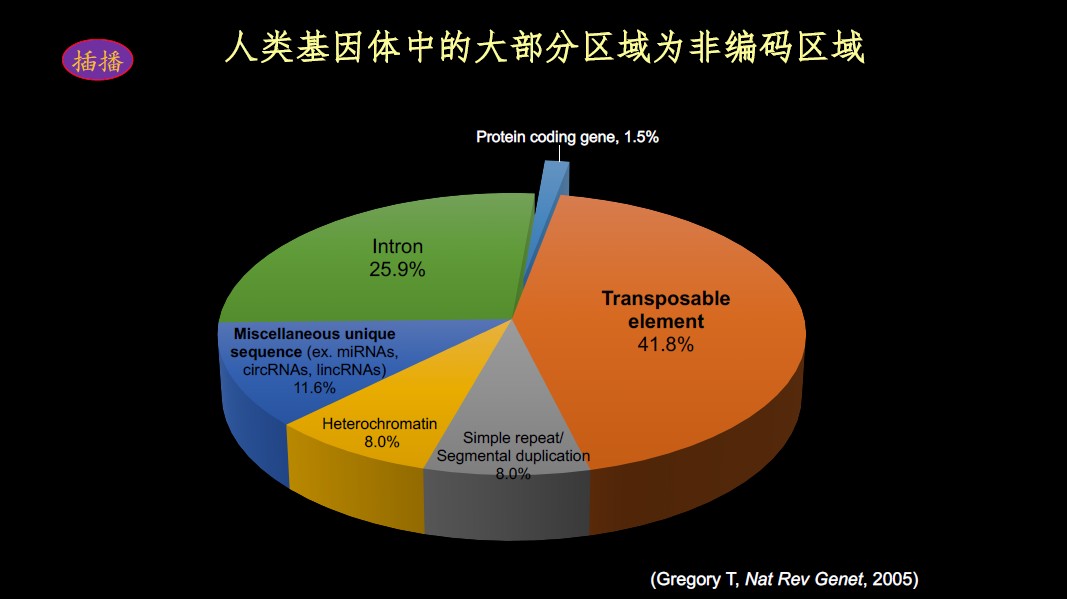 插播
人类基因体中的大部分区域为非编码区域
Protein coding gene, 1.5%
Intron
25.9%
Transposable
element
41.8%
Miscellaneous unique
sequence (ex. miRNAs,
circRNAs, lincRNAs)
11.6%
Heterochromatin
8.0%
Simple repeat/
Segmental duplication
8.0%
(Gregory T, Nat Rev Genet, 2005)